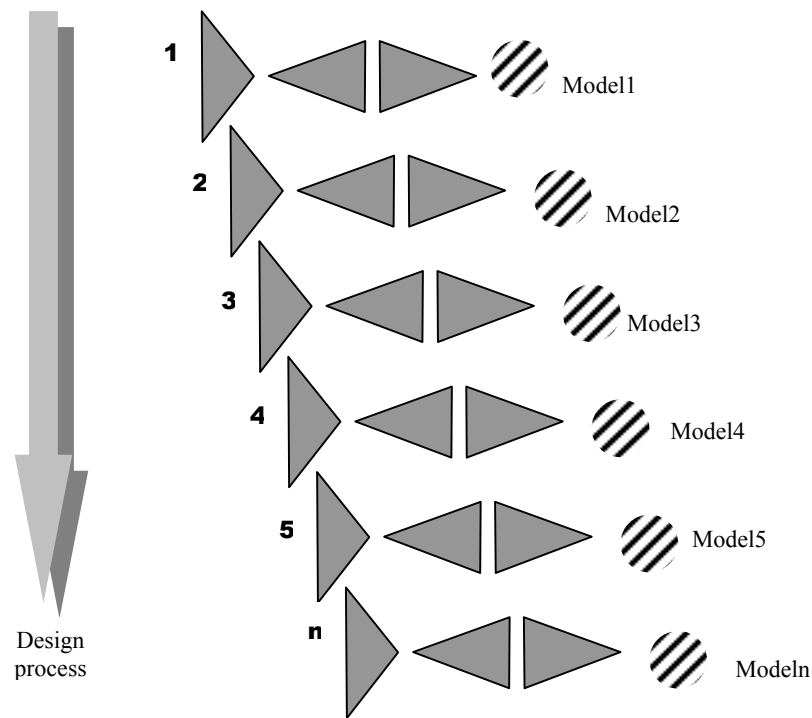 1
Model1
2
Model2
3
Model3
4
Model4
5
Model5
n
Modeln
Design
process